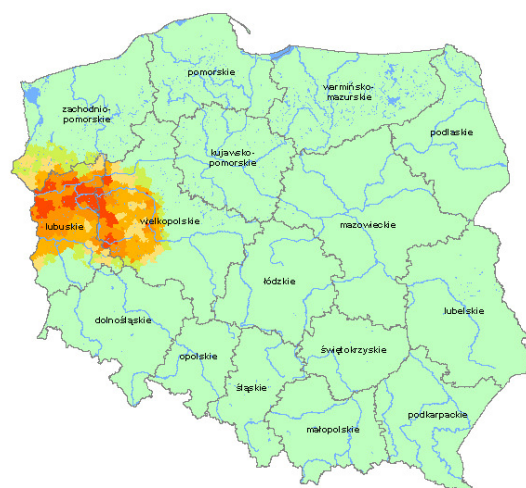 pomorskie
warmińsko-
mazurskie
zachodnio-
pomorskie
podlaskie
kujawsko-
pomorskie
wielkopolskie
mazowieckie
lubuskie
łódzkie
lubelskie
dolnośląskie
świętokrzyskie
opolskie
śląskie
podkarpackie
małopolskie